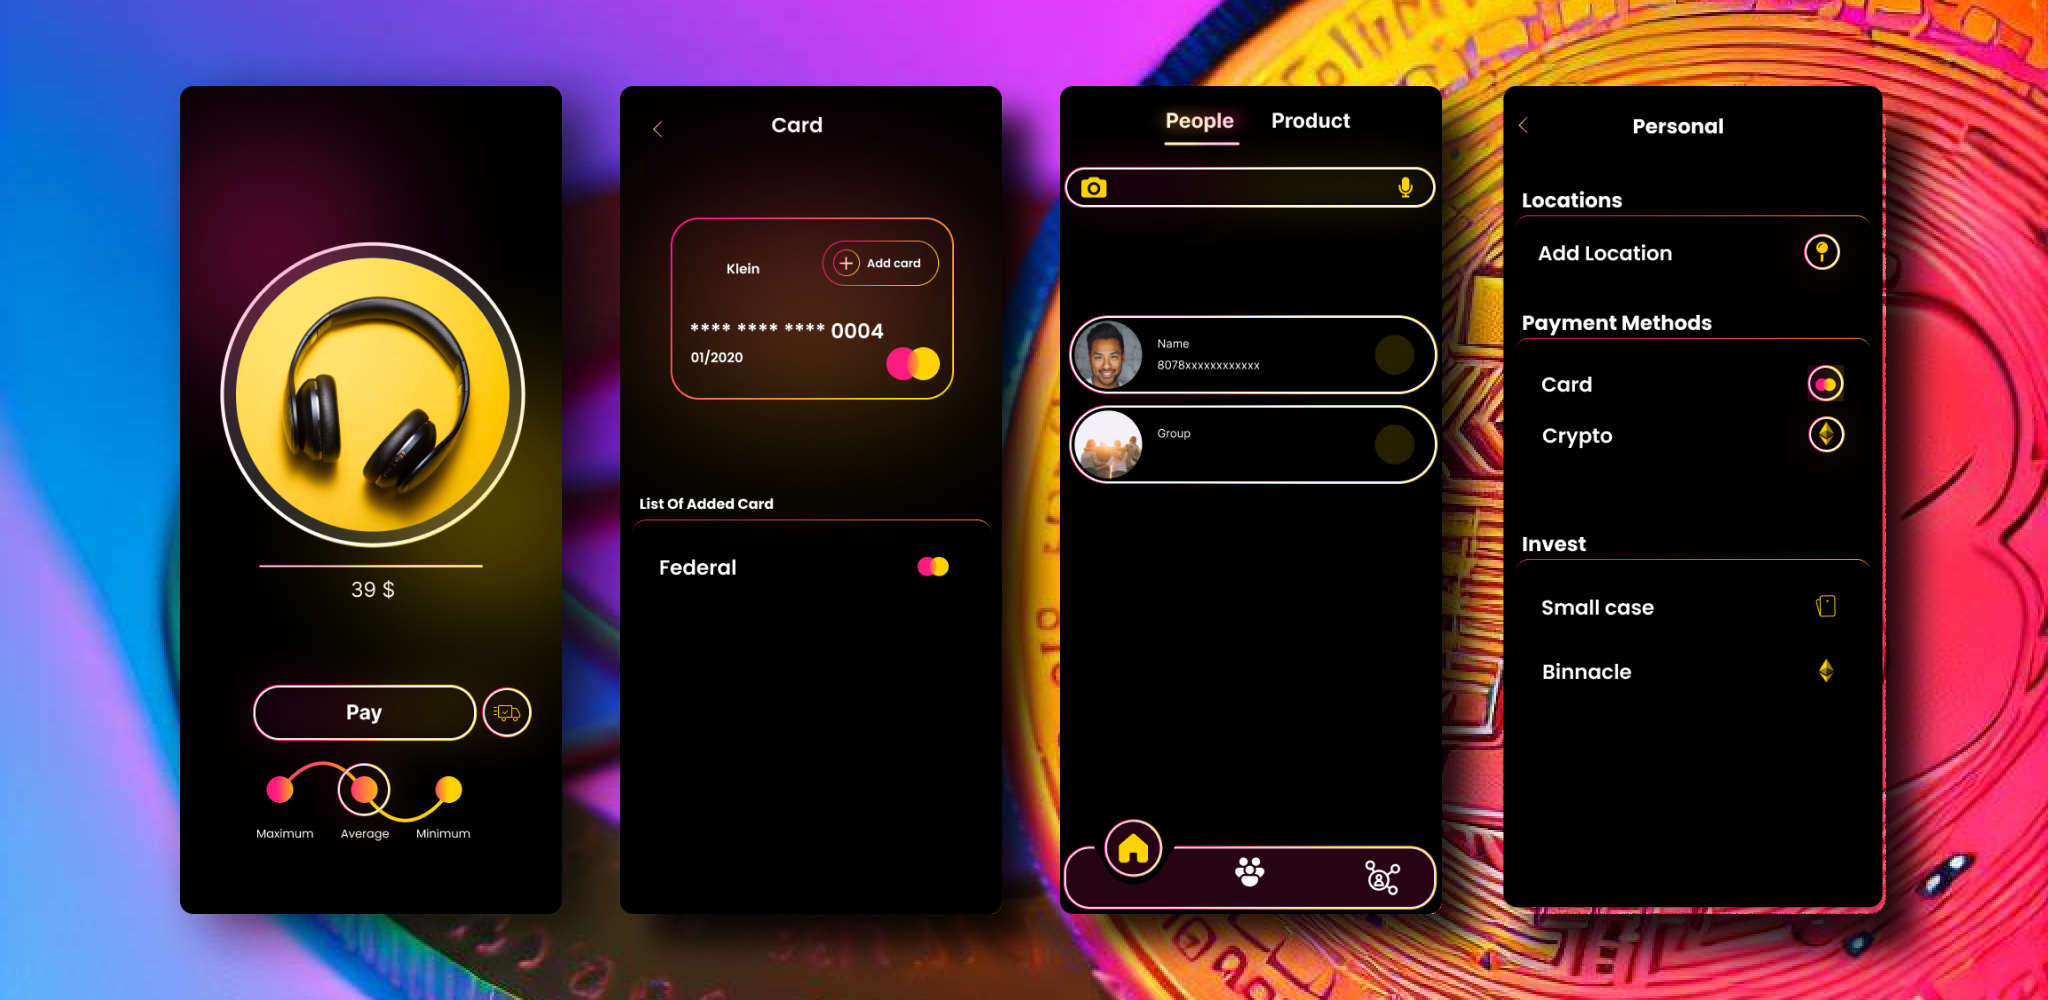 39 $
Pay
Maximum Average Minimum
Card
Klein
Add card
**** **** **** 0004
01/2020
List Of Added Card
Federal
People Product
Name
8078xxxxxxxxxxxx
Group
Personal
Locations
Add Location
Payment Methods
Card
Crypto
Invest
Small case
Binnacle